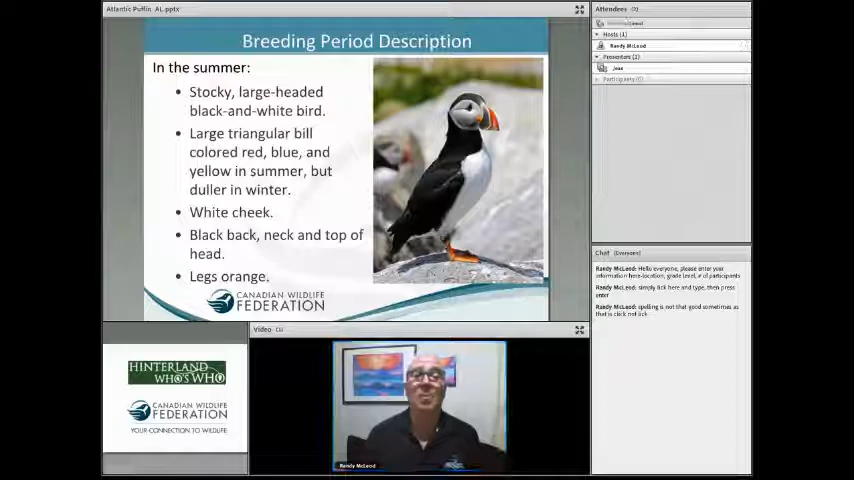 Atlantic Puffin AL.pptx
Breeding Period Description
In the summer:
• Stocky, large-headed
black-and-white bird.
• Large triangular bill
colored red, blue, and
yellow in summer, but
duller in winter.
• White cheek.
• Black back, neck and top of
head.
• Legs orange.
CANADIAN WILDLIFE
FEDERATION
HINTERLAND
WHO'S WHO
CANADIAN WILDLIFE
FEDERATION
YOUR CONNECTION TO WILDLIFE
Video
Randy McLeod
Attendees
Hosts (1)
Randy McLeod
Presenters (1)
Jean
Participants (0)
Chat (Everyone)
Randy McLeod: Hello everyone, please enter your
information here-location, grade level, # of participants
Randy McLeod: simply lick here and type, then press
enter
Randy McLeod: spelling is not that good sometimes as
that is click not lick